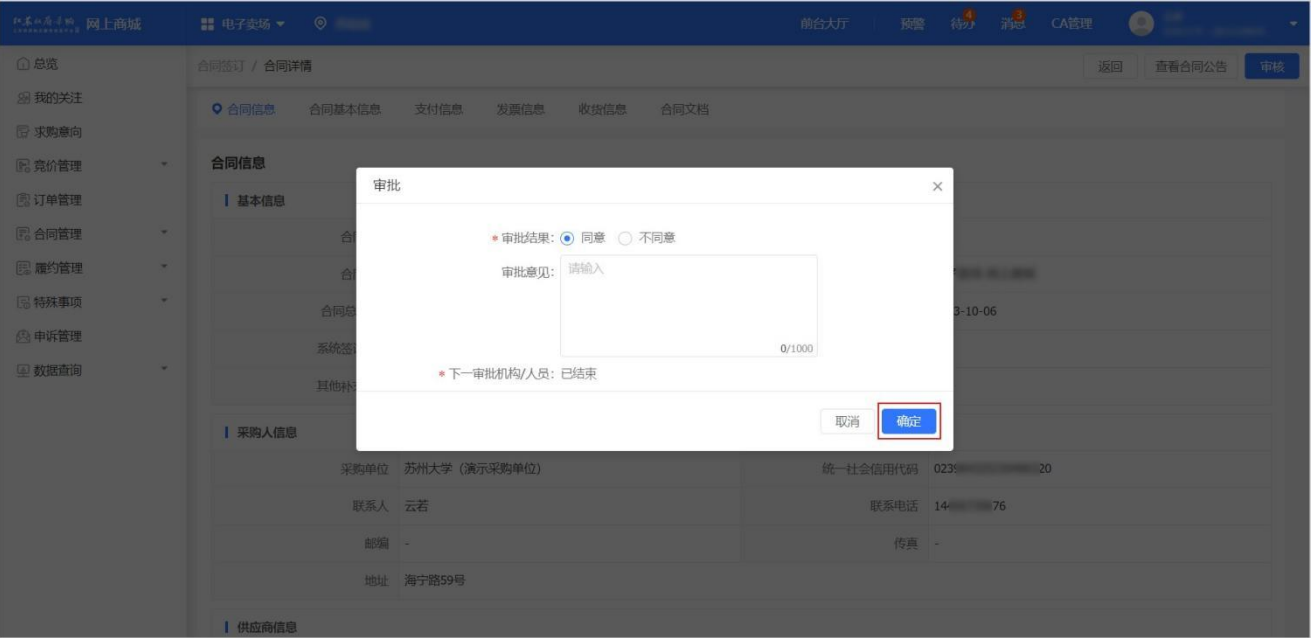 网上商城 电子卖场 前台大厅 预警 待办 4 消息 3 CA管理
总览
我的关注
求购意向
竞价管理
订单管理
合同管理
履约管理
特殊事项
申诉管理
数据查询
合同签订 / 合同详情 返回 查看合同公告 审核
合同信息 合同基本信息 支付信息 发票信息 收货信息 合同文档
合同信息
基本信息
合同总
3-10-06
系统签
其他补
审批
* 审批结果: 同意 不同意
审批意见: 请输入
0/1000
* 下一审批机构/人员: 已结束
取消 确定
采购人信息
采购单位 苏州大学（演示采购单位） 统一社会信用代码 0239 20
联系人 云若 联系电话 14 76
邮编 - 传真 -
地址 海宁路59号
供应商信息